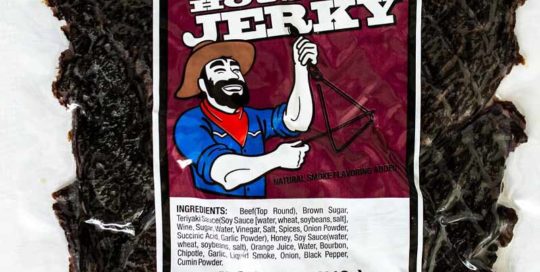 JERKY
NATURAL SMOKE FLAVORING ADDED
INGREDIENTS: Beef(Top Round), Brown Sugar,
Teriyaki Sauce(Soy Sauce [water, wheat, soybeans, salt],
Wine, Sugar, Water, Vinegar, Salt, Spices, Onion Powder,
Succinic Acid, Garlic Powder), Honey, Soy Sauce(water,
wheat, soybeans, salt), Orange Juice, Water, Bourbon,
Chipotle, Garlic, Liquid Smoke, Onion, Black Pepper,
Cumin Powder.